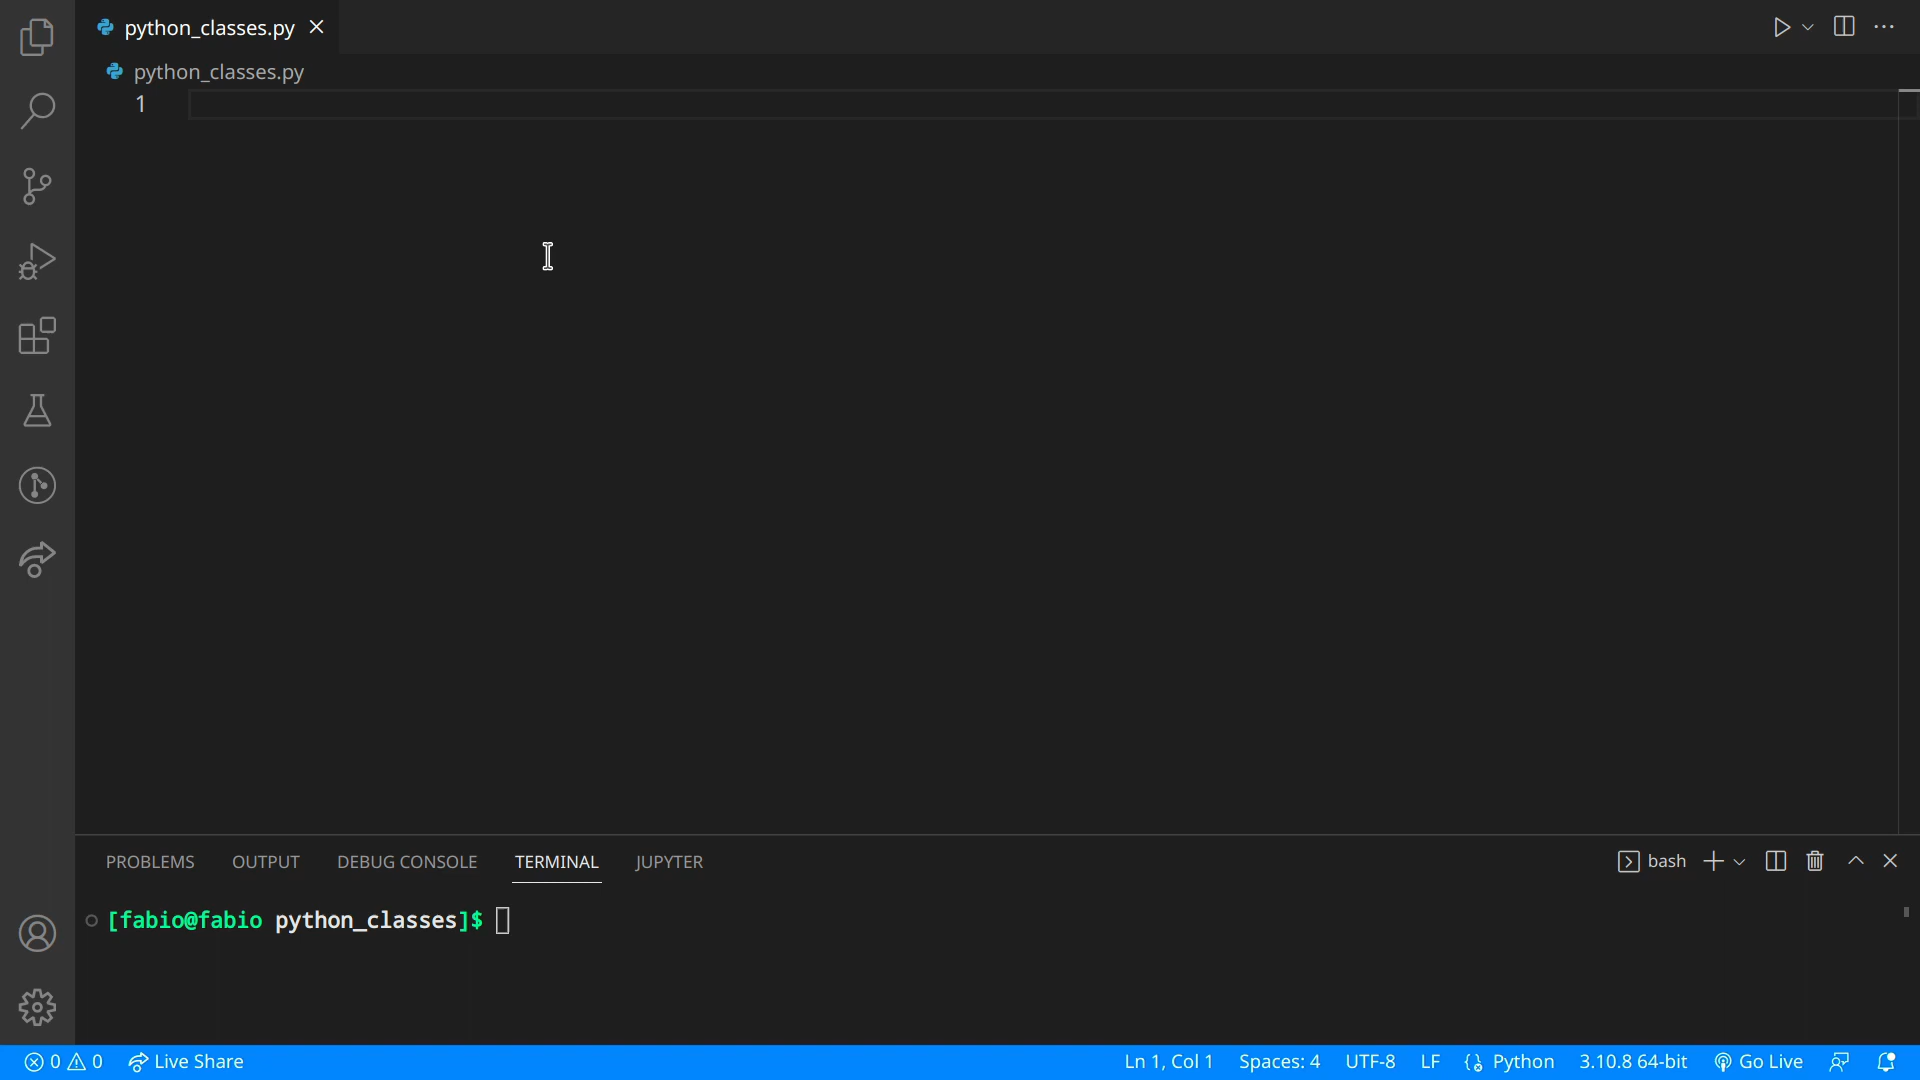 python_classes.py
python_classes.py
1
PROBLEMS OUTPUT DEBUG CONSOLE TERMINAL JUPYTER bash
[fabio@fabio python_classes]$
0 0 Live Share Ln 1, Col 1 Spaces: 4 UTF-8 LF Python 3.10.8 64-bit Go Live